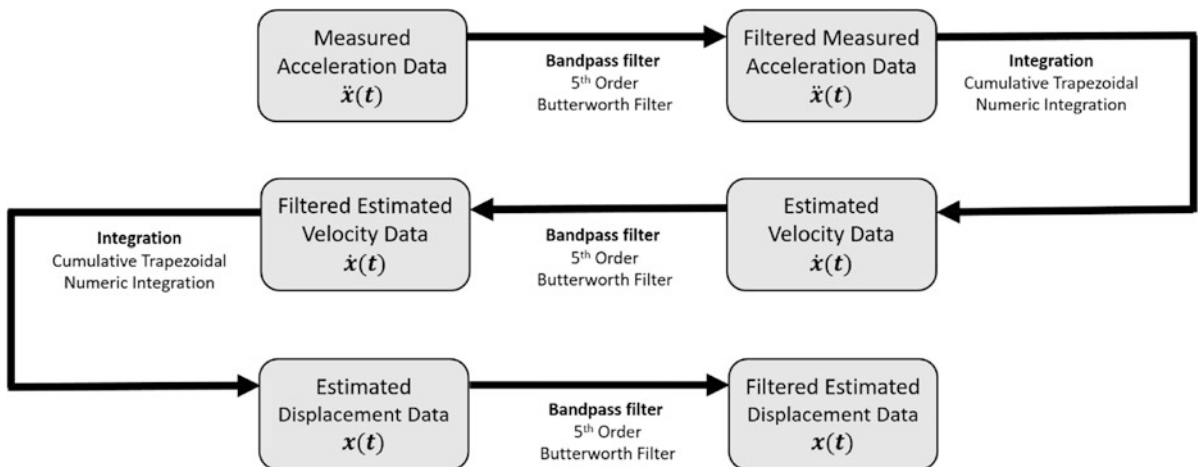 Measured
Acceleration Data
ẍ(t)
Bandpass filter
5th Order
Butterworth Filter
Filtered Measured
Acceleration Data
ẍ(t)
Integration
Cumulative Trapezoidal
Numeric Integration
Estimated
Velocity Data
ẋ(t)
Bandpass filter
5th Order
Butterworth Filter
Filtered Estimated
Velocity Data
ẋ(t)
Integration
Cumulative Trapezoidal
Numeric Integration
Estimated
Displacement Data
x(t)
Bandpass filter
5th Order
Butterworth Filter
Filtered Estimated
Displacement Data
x(t)